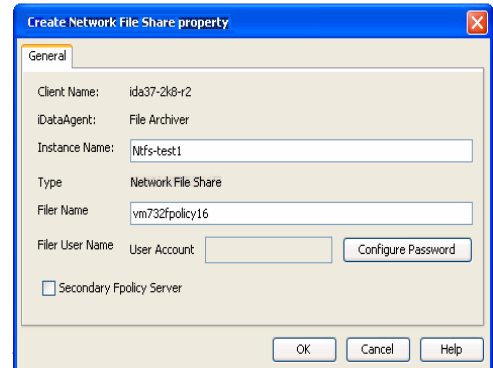 Create Network File Share property
General
Client Name: ida37-2k8-r2
iDataAgent: File Archiver
Instance Name: Ntfs-test1
Type Network File Share
Filer Name vm732fpolicy16
Filer User Name User Account Configure Password
Secondary Fpolicy Server
OK Cancel Help